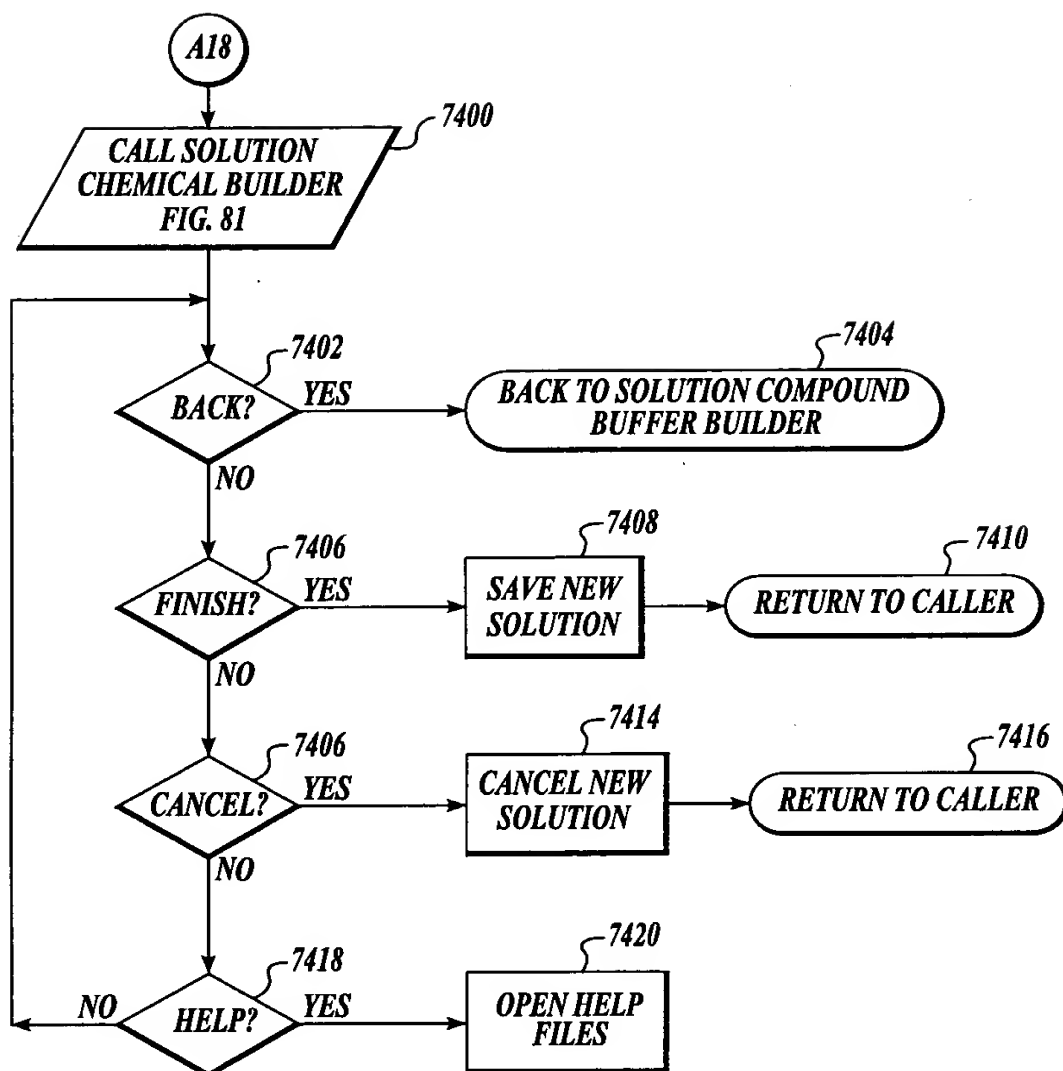 A18
7400
CALL SOLUTION
CHEMICAL BUILDER
FIG. 81
7402
BACK?
YES
NO
7404
BACK TO SOLUTION COMPOUND
BUFFER BUILDER
7406
FINISH?
YES
NO
7408
SAVE NEW
SOLUTION
7410
RETURN TO CALLER
7406
CANCEL?
YES
NO
7414
CANCEL NEW
SOLUTION
7416
RETURN TO CALLER
7418
NO
HELP?
YES
7420
OPEN HELP
FILES